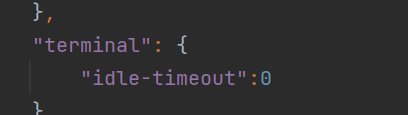 },
"terminal": {
"idle-timeout":0
}